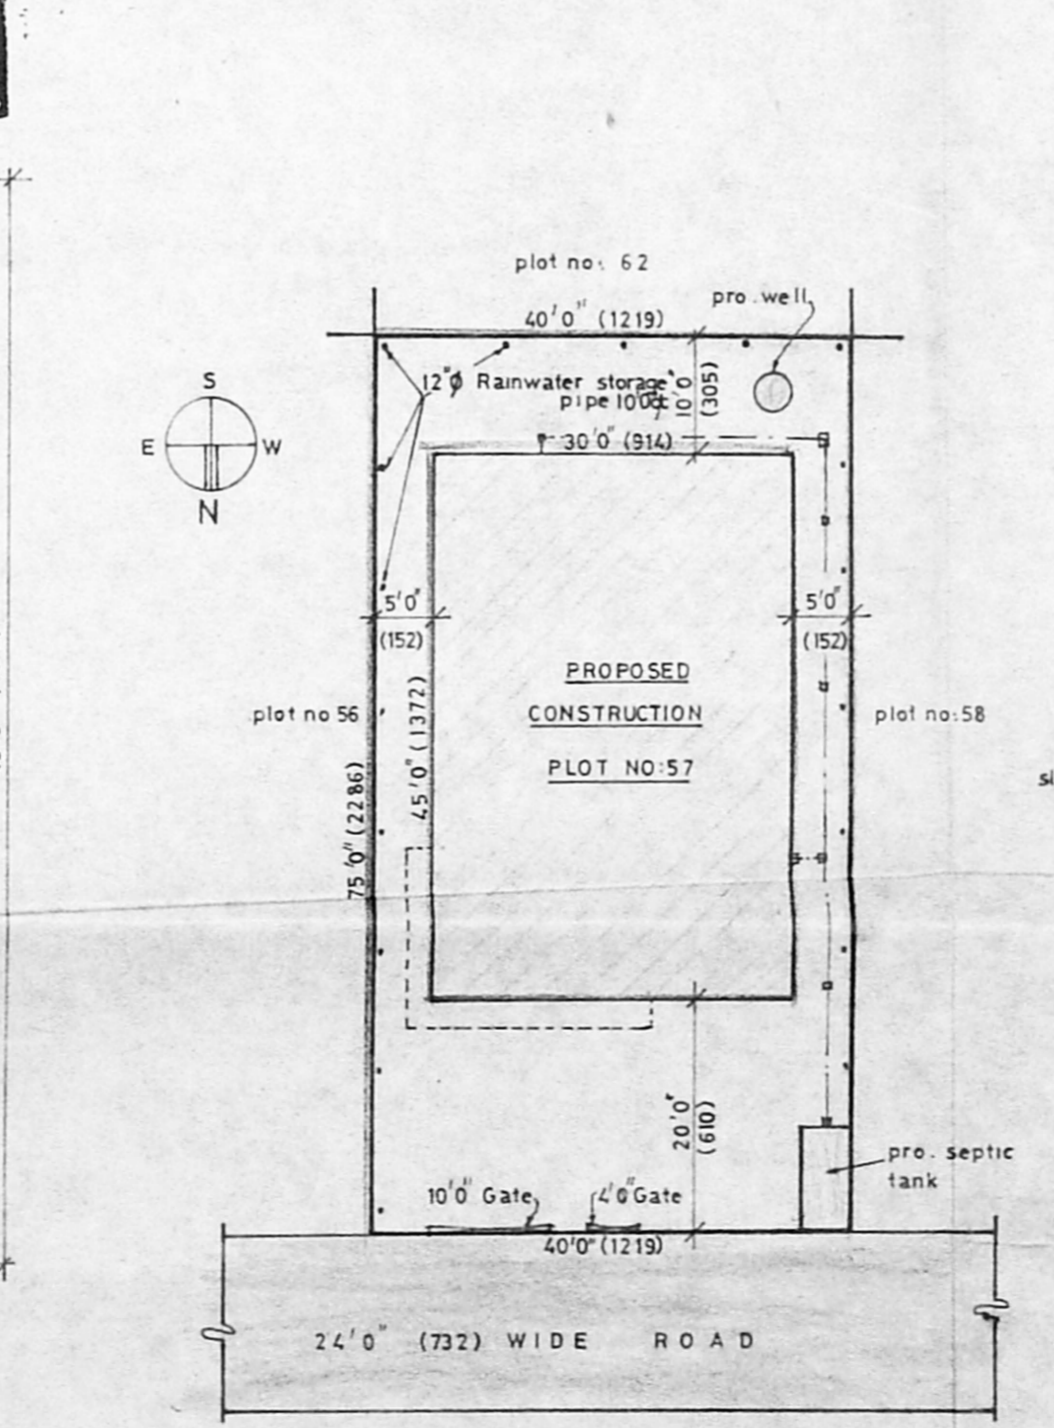 plot no: 62
pro. well
40'0" (1219)
12"ø Rainwater storage
pipe 10'0
10'0
(305)
30'0" (914)
S
E
W
N
5'0"
(152)
5'0"
(152)
PROPOSED
CONSTRUCTION
PLOT NO:57
plot no 56
plot no:58
45'0" (1372)
75'0" (2286)
20'0"
(610)
pro. septic
tank
10'0" Gate
4'0" Gate
40'0" (1219)
24'0" (732) WIDE ROAD